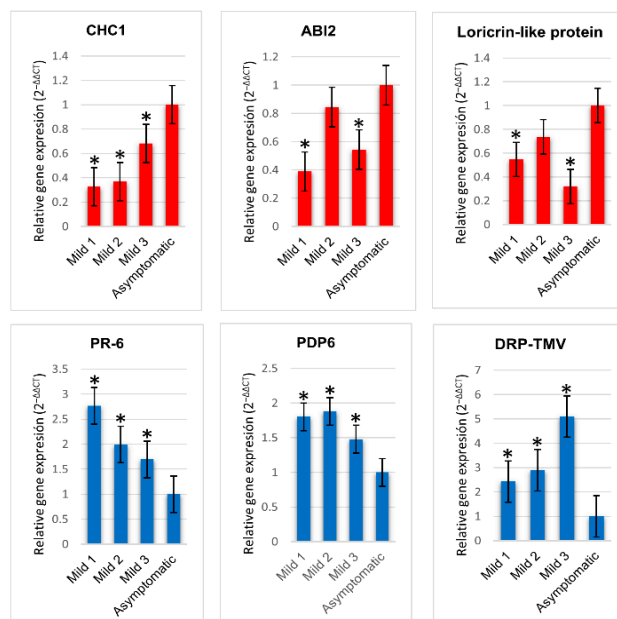 CHC1
Relative gene expresión (2−ΔΔCT)
1.4
1.2
1
0.8
0.6
0.4
0.2
0
*
*
*
Mild 1
Mild 2
Mild 3
Asymptomatic
ABI2
Relative gene expresión (2−ΔΔCT)
1.2
1
0.8
0.6
0.4
0.2
0
*
*
Mild 1
Mild 2
Mild 3
Asymptomatic
Loricrin-like protein
Relative gene expresión (2−ΔΔCT)
1.4
1.2
1
0.8
0.6
0.4
0.2
0
*
*
Mild 1
Mild 2
Mild 3
Asymptomatic
PR-6
Relative gene expresión (2−ΔΔCT)
3.5
3
2.5
2
1.5
1
0.5
0
*
*
*
Mild 1
Mild 2
Mild 3
Asymptomatic
PDP6
Relative gene expresión (2−ΔΔCT)
2.5
2
1.5
1
0.5
0
*
*
*
Mild 1
Mild 2
Mild 3
Asymptomatic
DRP-TMV
Relative gene expresión (2−ΔΔCT)
7
6
5
4
3
2
1
0
*
*
*
Mild 1
Mild 2
Mild 3
Asymptomatic